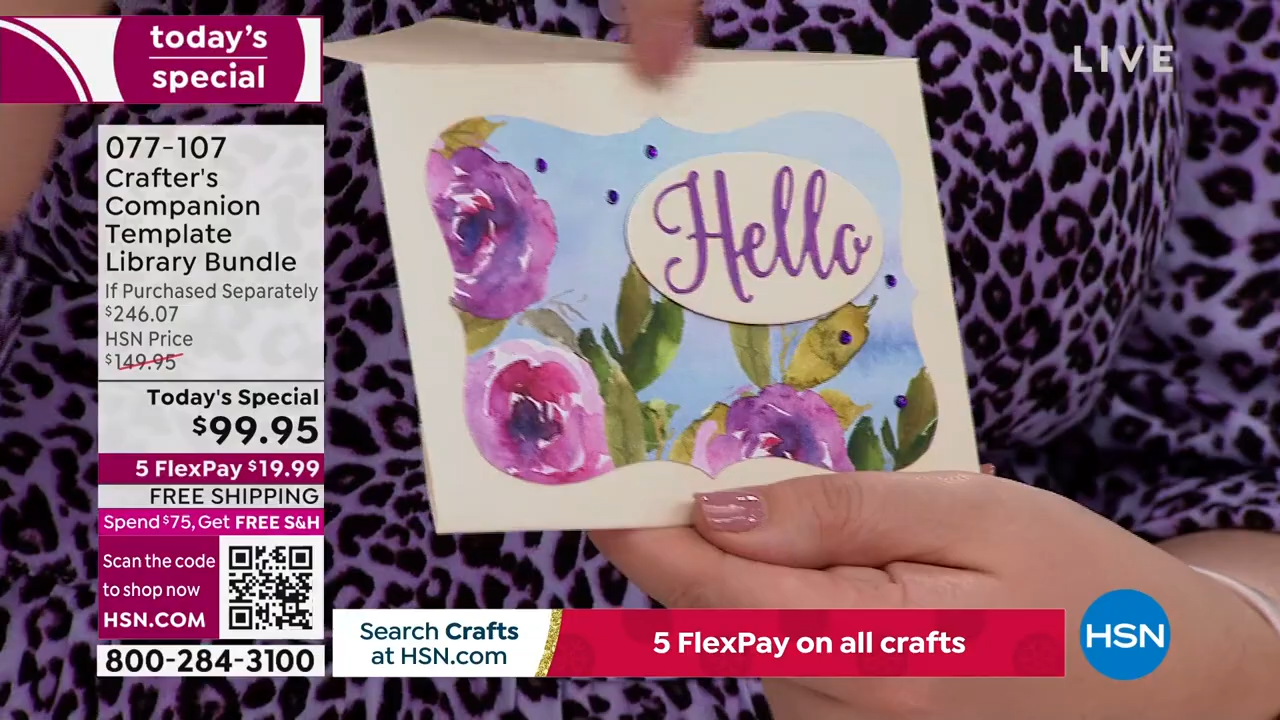 today's
special
LIVE
077-107
Crafter's
Companion
Template
Library Bundle
If Purchased Separately
$246.07
HSN Price
$149.95
Today's Special
$99.95
5 FlexPay $19.99
FREE SHIPPING
Spend $75, Get FREE S&H
Scan the code
to shop now
HSN.COM
800-284-3100
Hello
Search Crafts
at HSN.com
5 FlexPay on all crafts
HSN